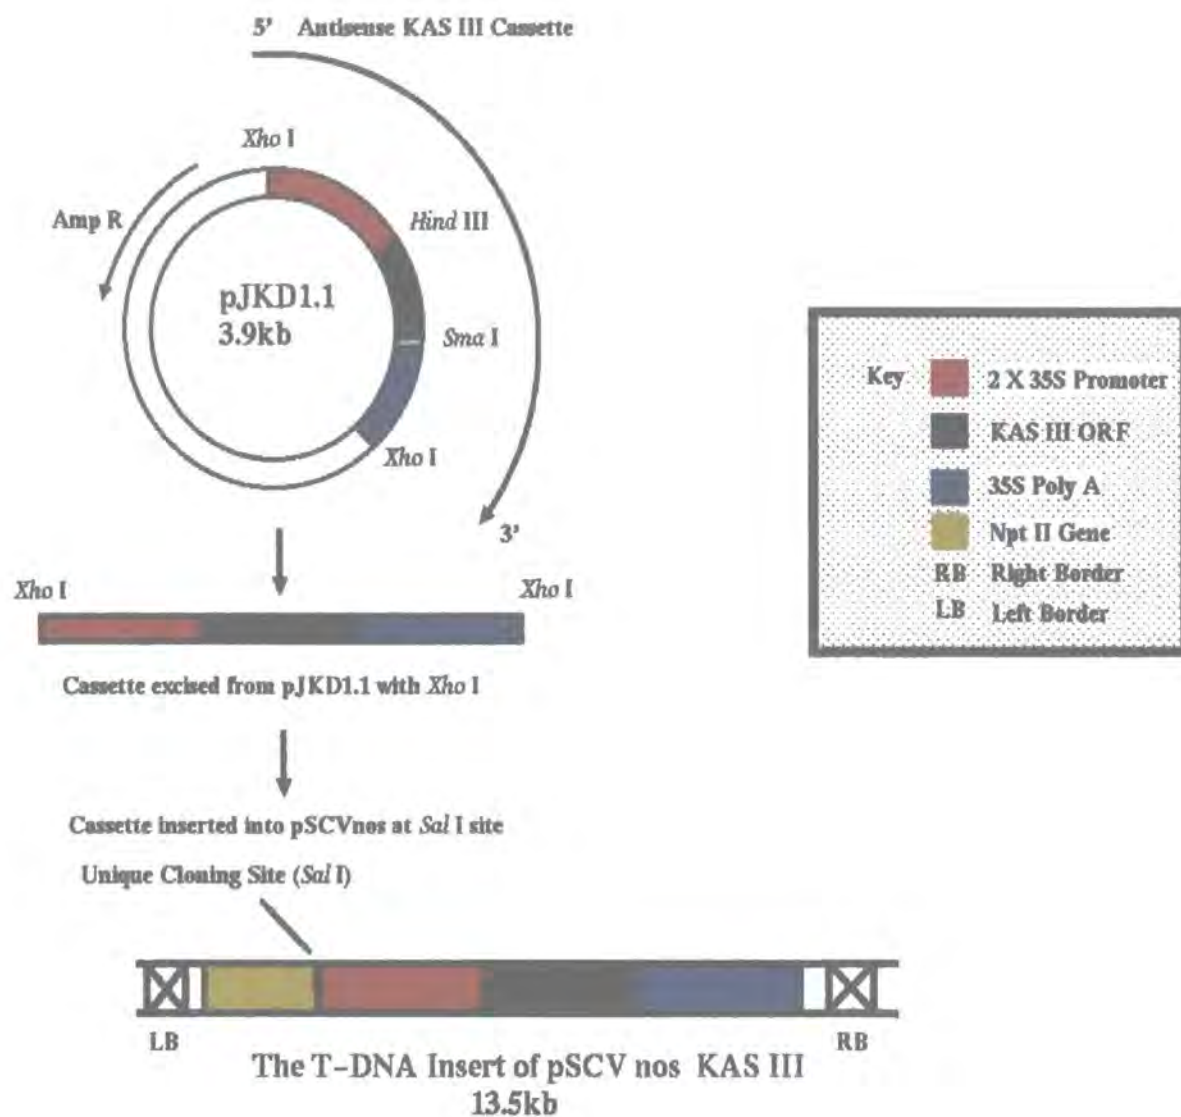 5' Antisense KAS III Cassette
Xho I
Amp R
Hind III
pJKD1.1
3.9kb
Sma I
Xho I
3'
Key
2 X 35S Promoter
KAS III ORF
35S Poly A
Npt II Gene
RB Right Border
LB Left Border
Xho I
Xho I
Cassette excised from pJKD1.1 with Xho I
Cassette inserted into pSCVnos at Sal I site
Unique Cloning Site (Sal I)
LB
RB
The T-DNA Insert of pSCV nos KAS III
13.5kb